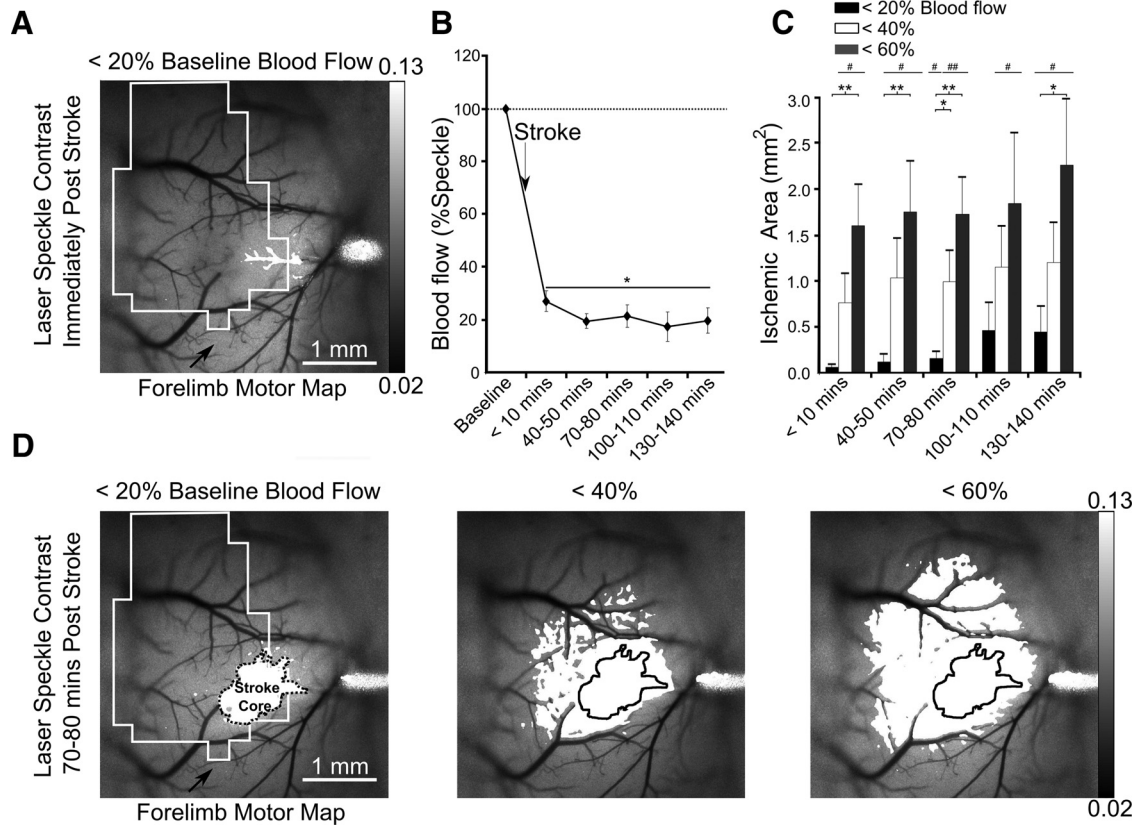 A
< 20% Baseline Blood Flow
0.13
Laser Speckle Contrast
Immediately Post Stroke
1 mm
Forelimb Motor Map
0.02
B
120
100
80
60
40
20
0
Blood flow (%Speckle)
Stroke
*
Baseline
< 10 mins
40-50 mins
70-80 mins
100-110 mins
130-140 mins
C
< 20% Blood flow
< 40%
< 60%
# # # ## # #
** ** ** *
*
3.0
2.5
2.0
1.5
1.0
0.5
0.0
Ischemic Area (mm²)
< 10 mins
40-50 mins
70-80 mins
100-110 mins
130-140 mins
D
< 20% Baseline Blood Flow
< 40%
< 60%
0.13
Laser Speckle Contrast
70-80 mins Post Stroke
Stroke
Core
1 mm
Forelimb Motor Map
0.02